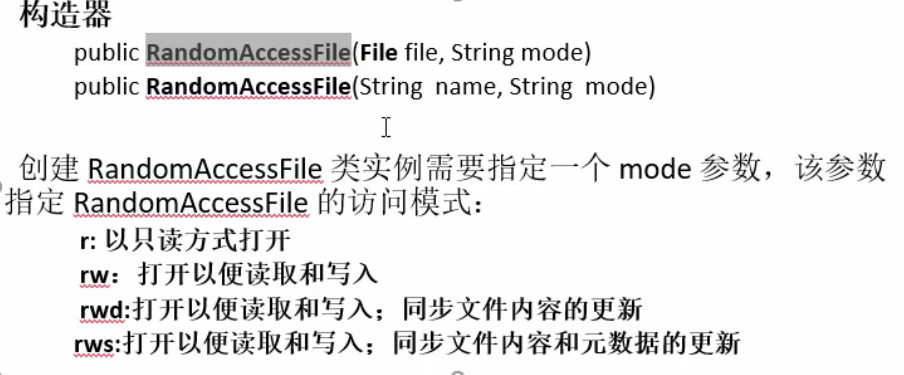 构造器
public RandomAccessFile(File file, String mode)
public RandomAccessFile(String name, String mode)
创建 RandomAccessFile 类实例需要指定一个 mode 参数，该参数
指定 RandomAccessFile 的访问模式：
r: 以只读方式打开
rw：打开以便读取和写入
rwd:打开以便读取和写入；同步文件内容的更新
rws:打开以便读取和写入；同步文件内容和元数据的更新